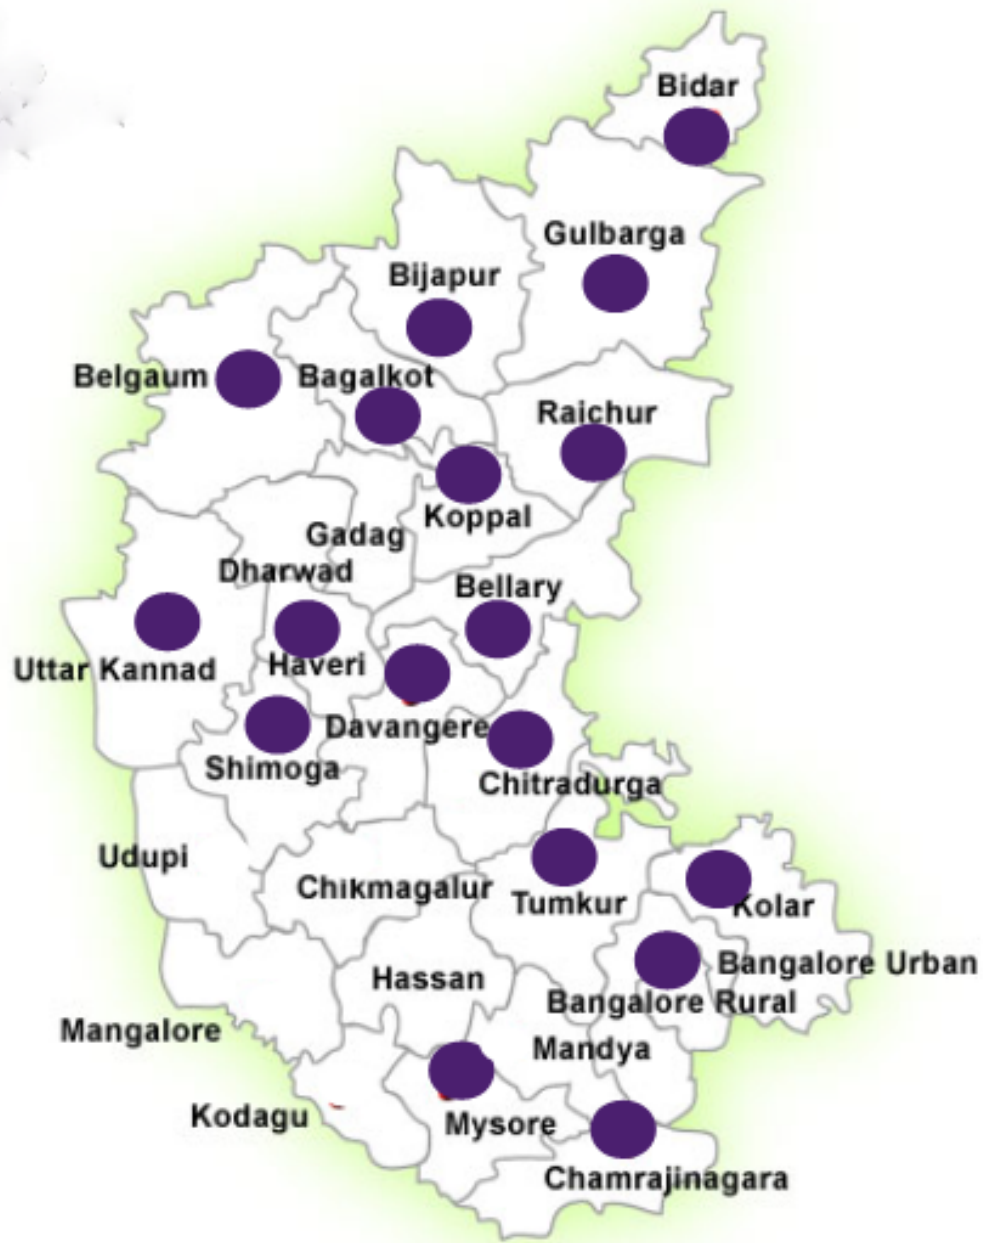 Bidar
Gulbarga
Bijapur
Belgaum
Bagalkot
Raichur
Koppal
Gadag
Dharwad
Bellary
Uttar Kannad
Haveri
Davangere
Shimoga
Chitradurga
Udupi
Chikmagalur
Tumkur
Kolar
Bangalore Urban
Hassan
Bangalore Rural
Mangalore
Mandya
Kodagu
Mysore
Chamrajinagara